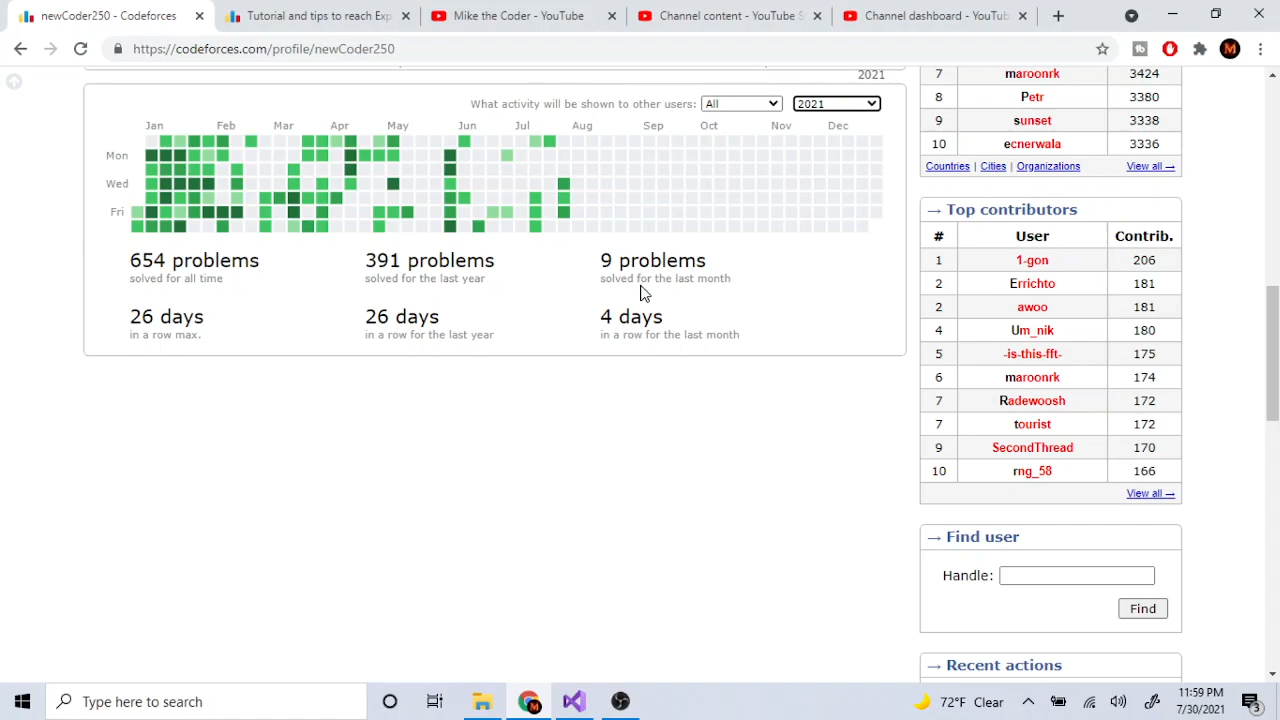 newCoder250 - Codeforces
Tutorial and tips to reach Exp
Mike the Coder - YouTube
Channel content - YouTube S
Channel dashboard - YouTub
https://codeforces.com/profile/newCoder250
2021
What activity will be shown to other users: All 2021
Jan Feb Mar Apr May Jun Jul Aug Sep Oct Nov Dec
Mon
Wed
Fri
654 problems
solved for all time
391 problems
solved for the last year
9 problems
solved for the last month
26 days
in a row max.
26 days
in a row for the last year
4 days
in a row for the last month
7 maroonrk 3424
8 Petr 3380
9 sunset 3338
10 ecnerwala 3336
Countries | Cities | Organizations View all →
→ Top contributors
# User Contrib.
1 1-gon 206
2 Errichto 181
2 awoo 181
4 Um_nik 180
5 -is-this-fft- 175
6 maroonrk 174
7 Radewoosh 172
7 tourist 172
9 SecondThread 170
10 rng_58 166
View all →
→ Find user
Handle:
Find
→ Recent actions
Type here to search
72°F Clear
11:59 PM
7/30/2021
3